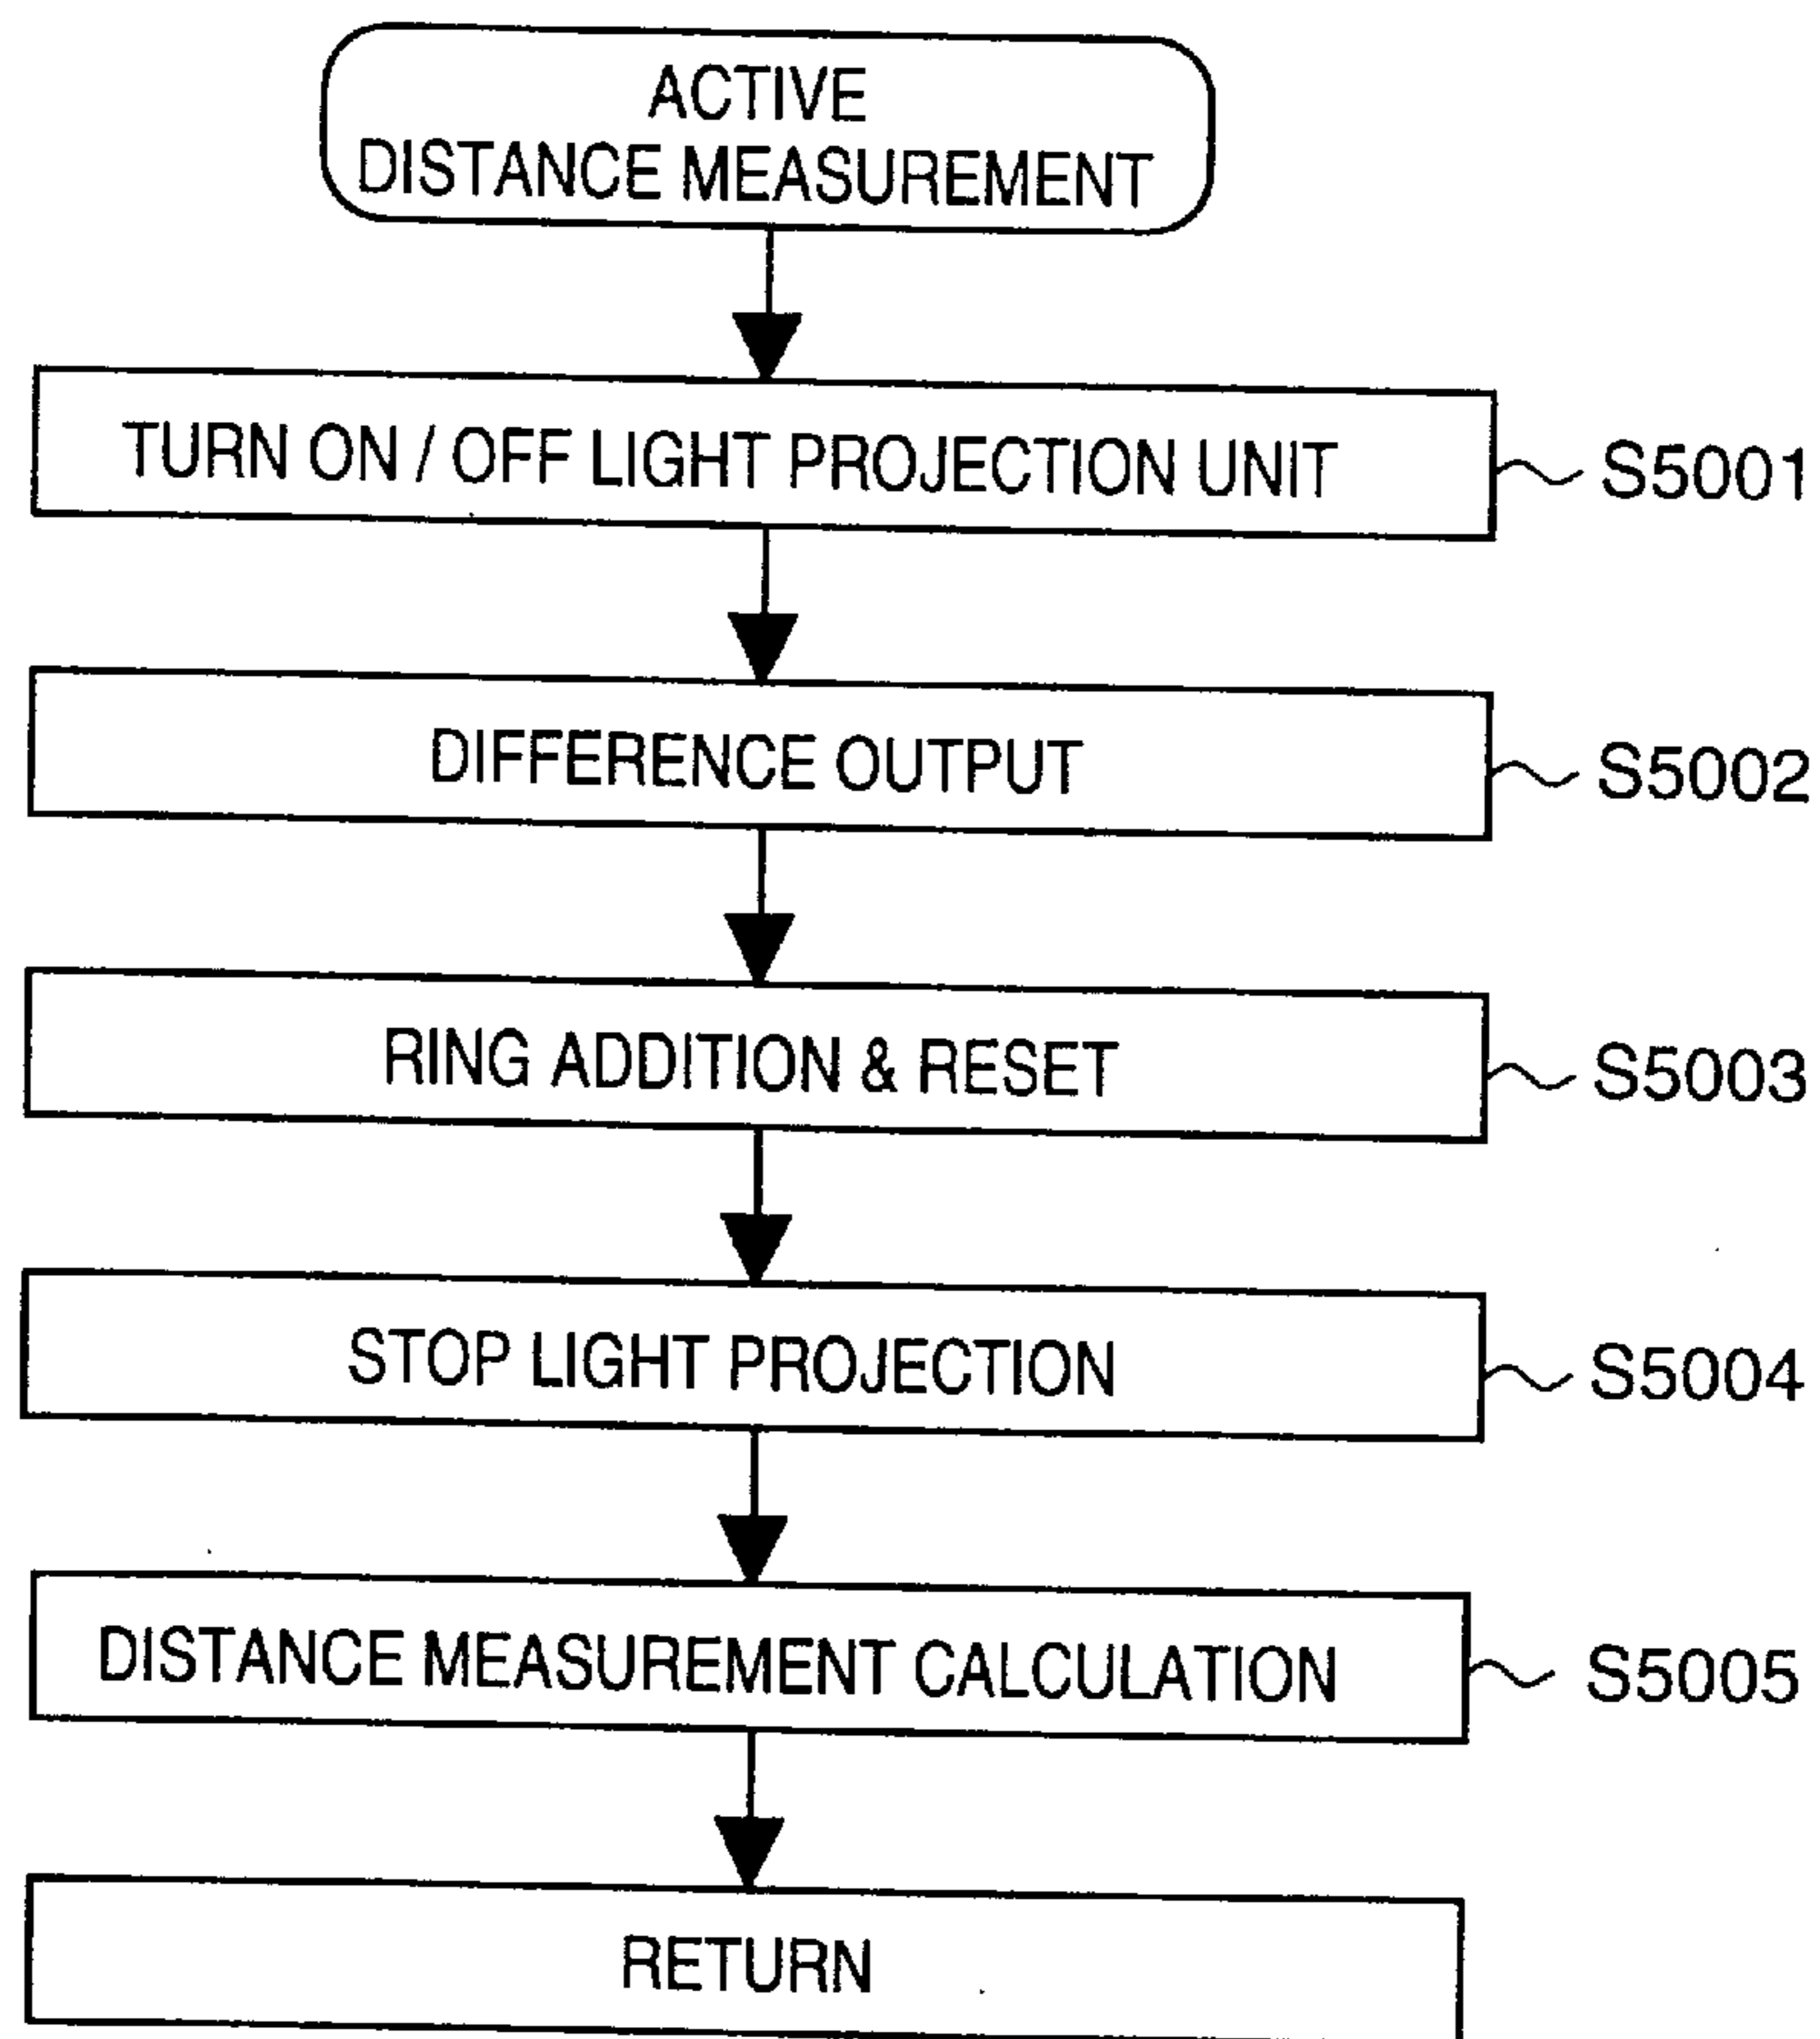 ACTIVE
DISTANCE MEASUREMENT
TURN ON / OFF LIGHT PROJECTION UNIT
S5001
DIFFERENCE OUTPUT
S5002
RING ADDITION & RESET
S5003
STOP LIGHT PROJECTION
S5004
DISTANCE MEASUREMENT CALCULATION
S5005
RETURN